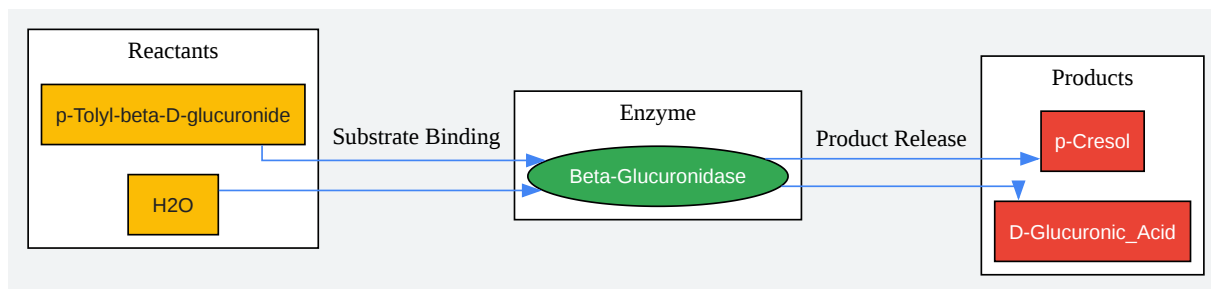 Reactants
p-Tolyl-beta-D-glucuronide
H2O
Substrate Binding
Enzyme
Beta-Glucuronidase
Product Release
Products
p-Cresol
D-Glucuronic_Acid